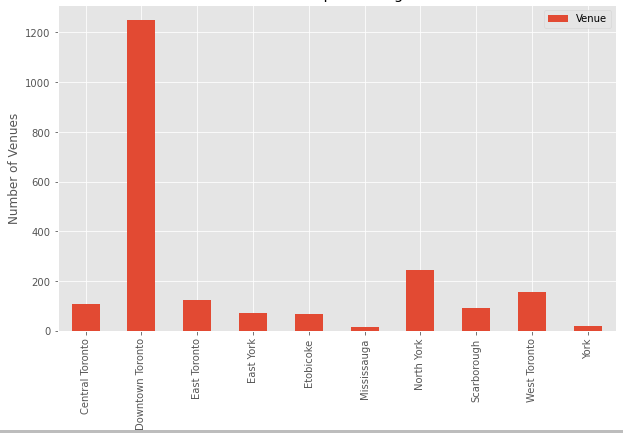 Venue
1200
1000
800
600
400
200
0
Number of Venues
Central Toronto
Downtown Toronto
East Toronto
East York
Etobicoke
Mississauga
North York
Scarborough
West Toronto
York